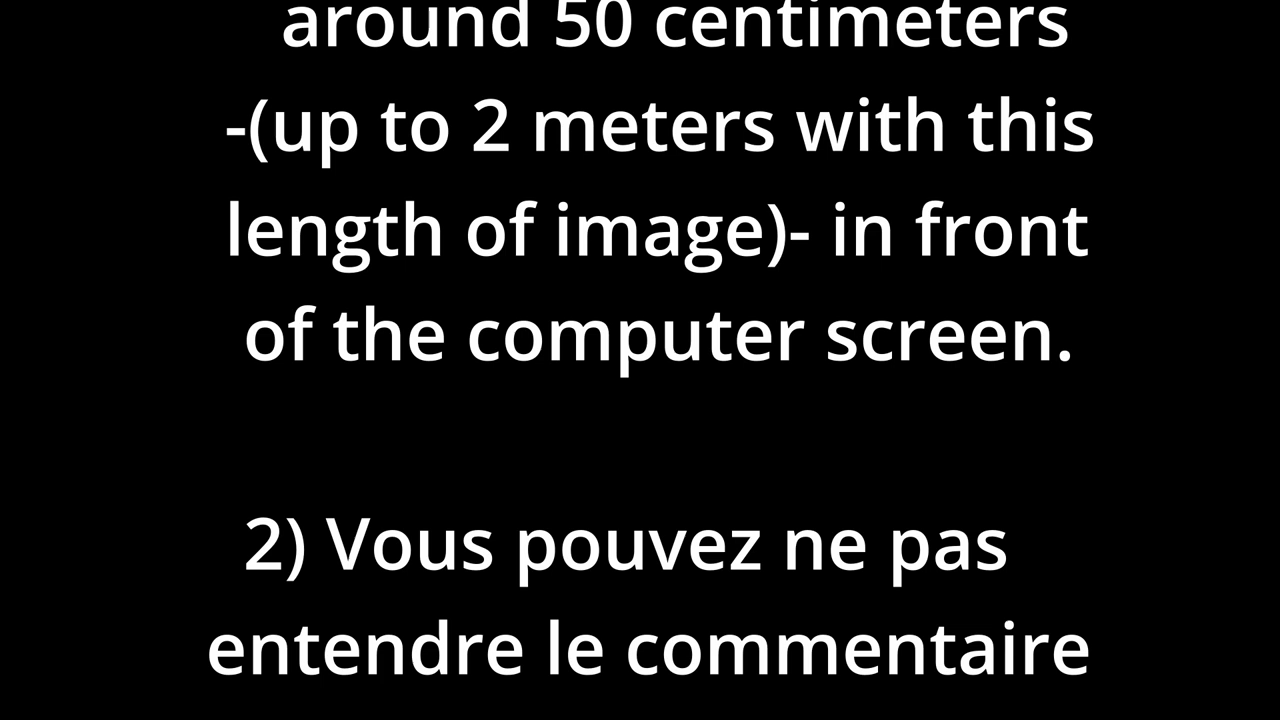 around 50 centimeters
-(up to 2 meters with this
length of image)- in front
of the computer screen.
2) Vous pouvez ne pas
entendre le commentaire